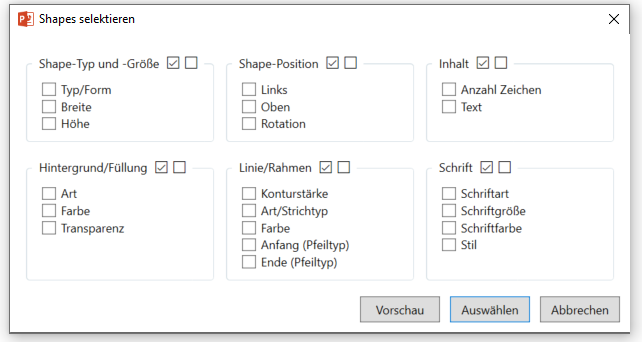 Shapes selektieren
Shape-Typ und -Größe
Typ/Form
Breite
Höhe
Shape-Position
Links
Oben
Rotation
Inhalt
Anzahl Zeichen
Text
Hintergrund/Füllung
Art
Farbe
Transparenz
Linie/Rahmen
Konturstärke
Art/Strichtyp
Farbe
Anfang (Pfeiltyp)
Ende (Pfeiltyp)
Schrift
Schriftart
Schriftgröße
Schriftfarbe
Stil
Vorschau
Auswählen
Abbrechen